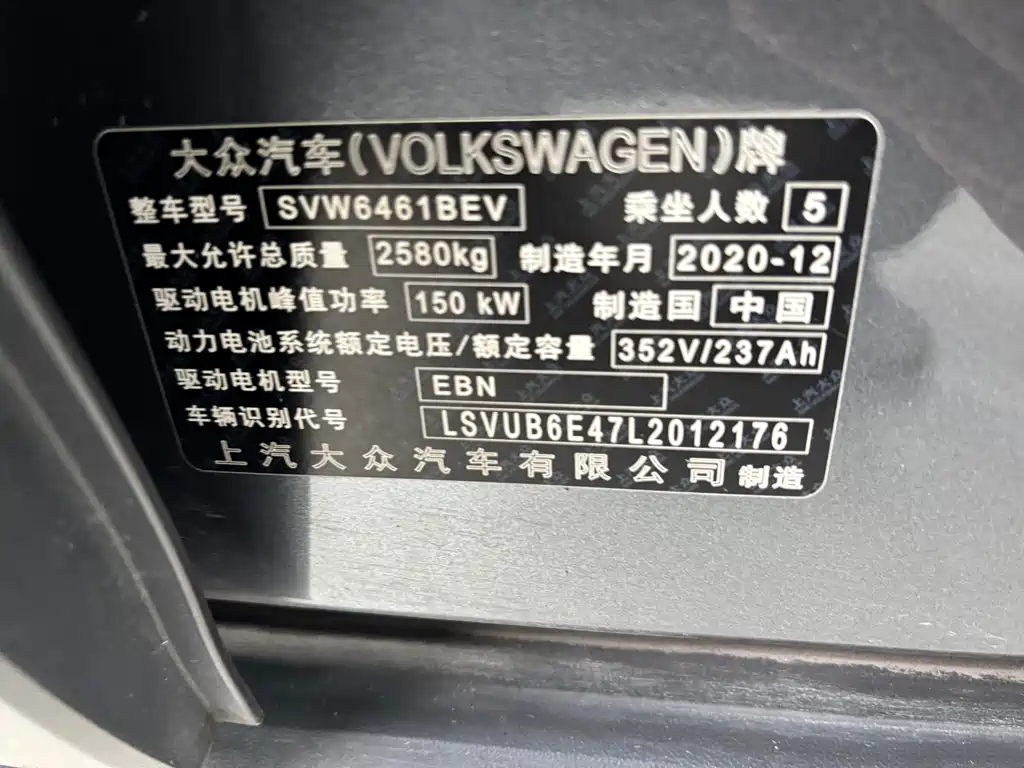 大众汽车(VOLKSWAGEN)牌
整车型号 SVW6461BEV 乘坐人数 5
最大允许总质量 2580kg 制造年月 2020-12
驱动电机峰值功率 150 kW 制造国 中国
动力电池系统额定电压/额定容量 352V/237Ah
驱动电机型号 EBN
车辆识别代号 LSVUB6E47L2012176
上汽大众汽车有限公司 制造